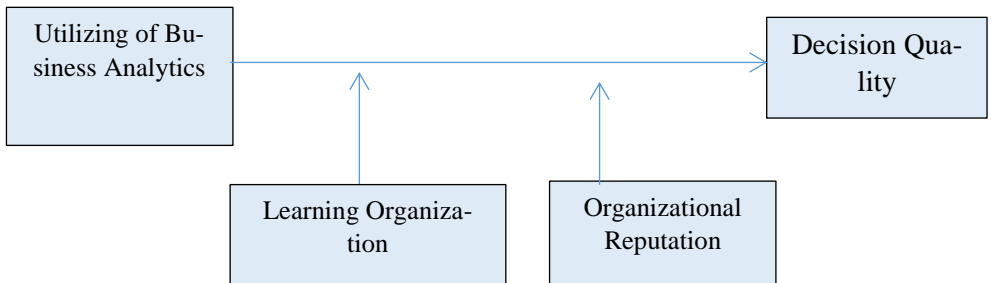 Utilizing of Bu-
siness Analytics
Decision Qua-
lity
Learning Organiza-
tion
Organizational
Reputation